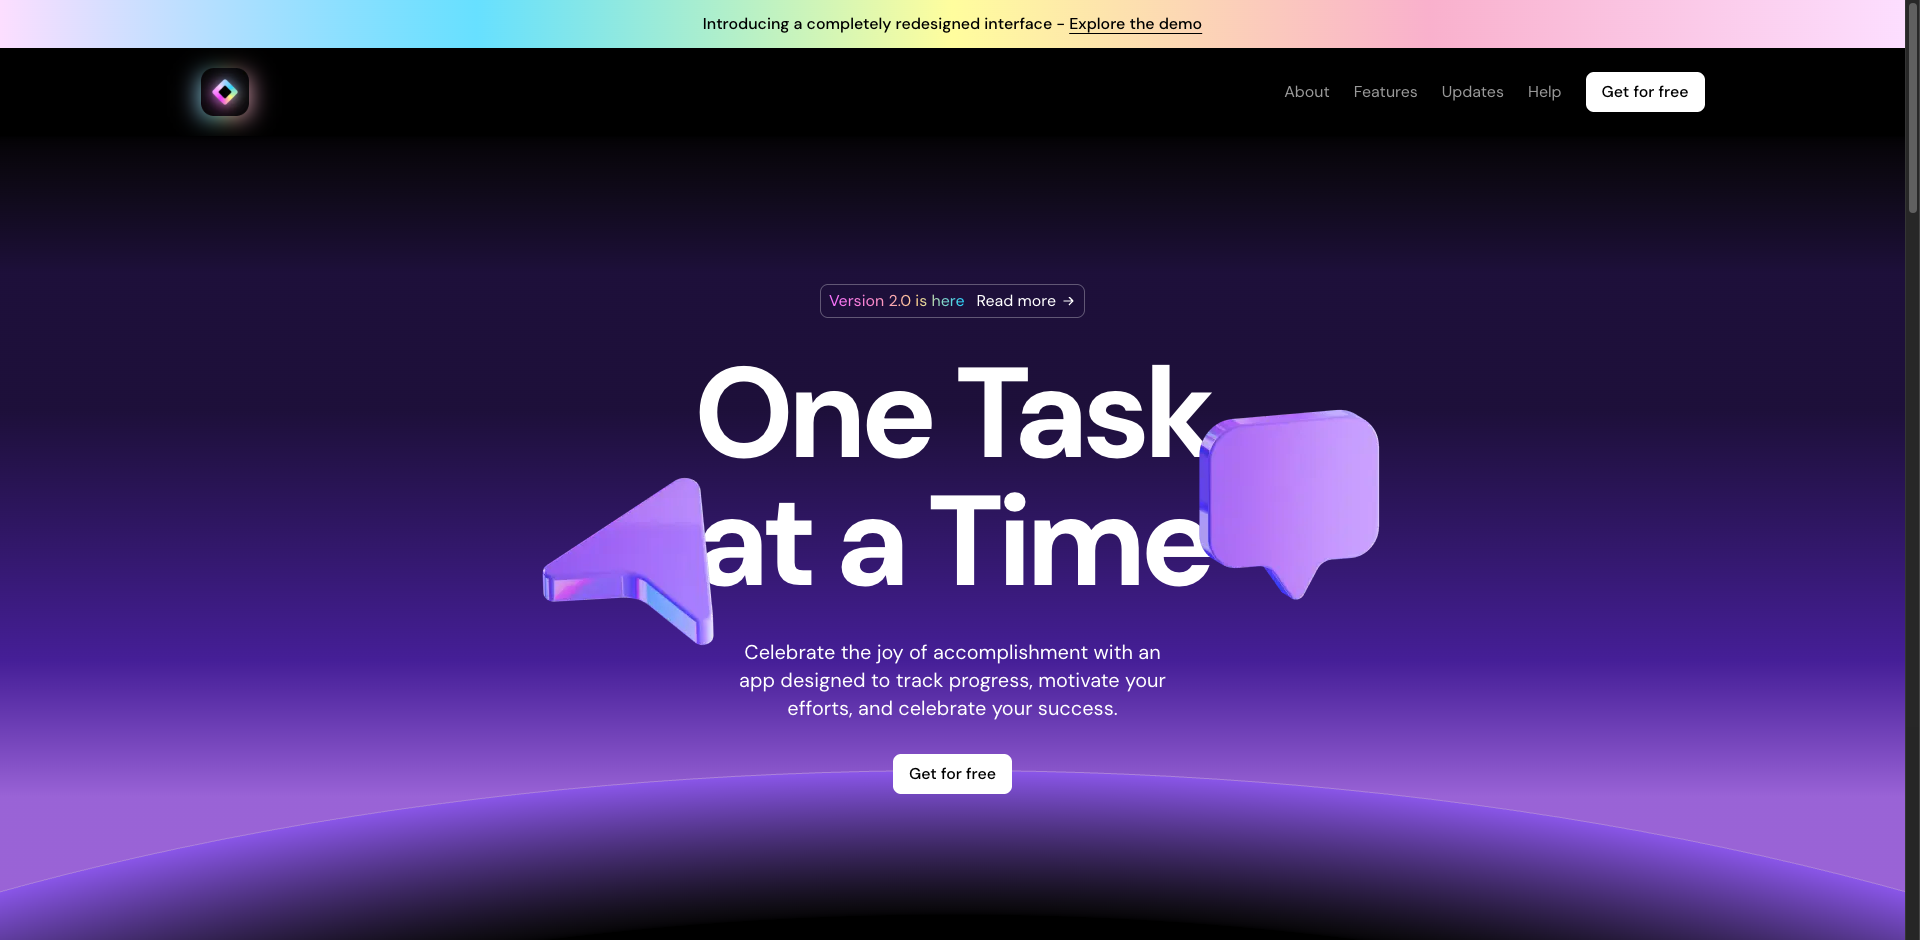 Introducing a completely redesigned interface - Explore the demo
About Features Updates Help Get for free
Version 2.0 is here Read more →
One Task
at a Time
Celebrate the joy of accomplishment with an
app designed to track progress, motivate your
efforts, and celebrate your success.
Get for free